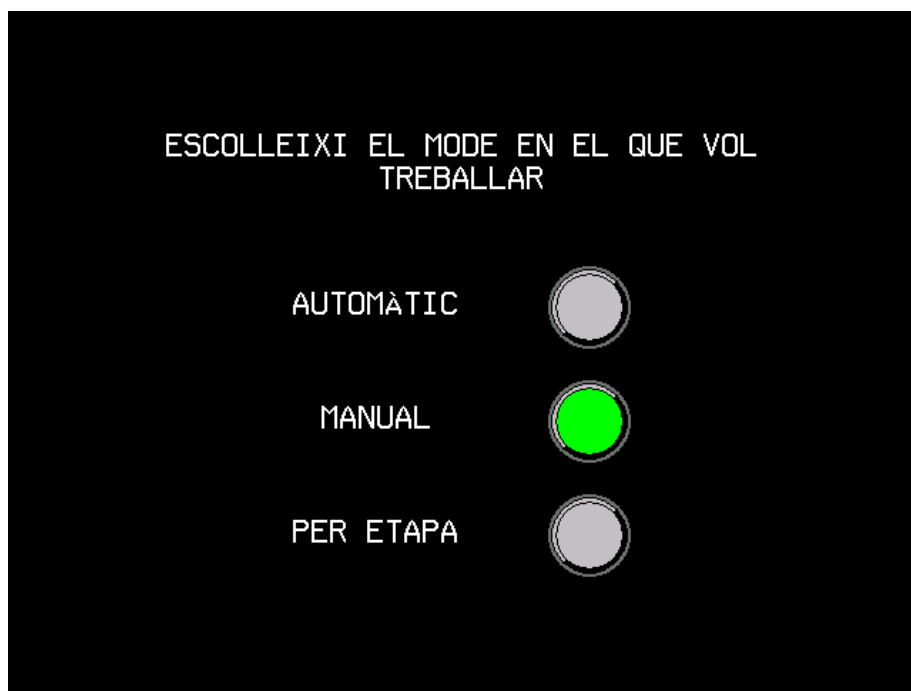 ESCOLLEIXI EL MODE EN EL QUE VOL
TREBALLAR
AUTOMÀTIC
MANUAL
PER ETAPA